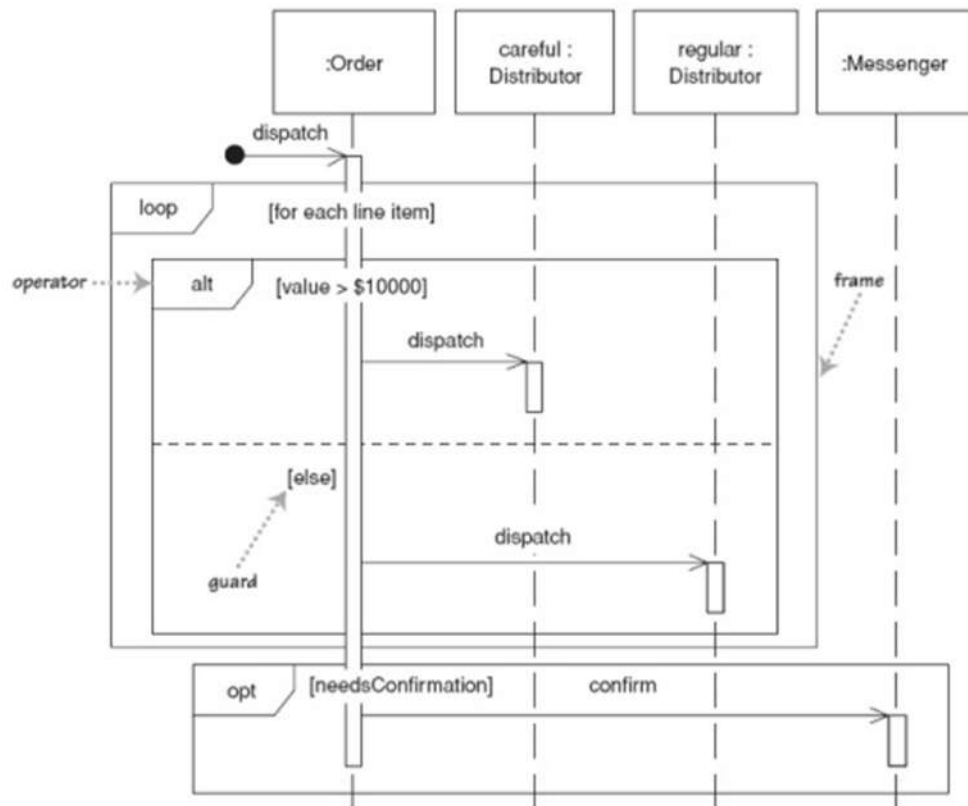 :Order
careful :
Distributor
regular :
Distributor
:Messenger
dispatch
loop
[for each line item]
operator
alt
[value > $10000]
frame
dispatch
[else]
dispatch
guard
opt
[needsConfirmation]
confirm